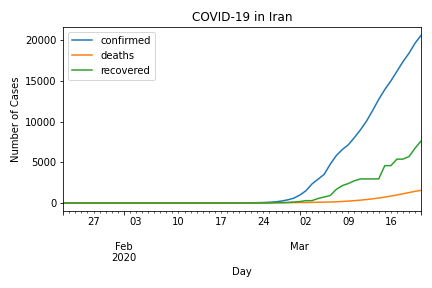 COVID-19 in Iran
confirmed
deaths
recovered
Number of Cases
20000
15000
10000
5000
0
27 03 10 17 24 02 09 16
Feb Mar
2020
Day